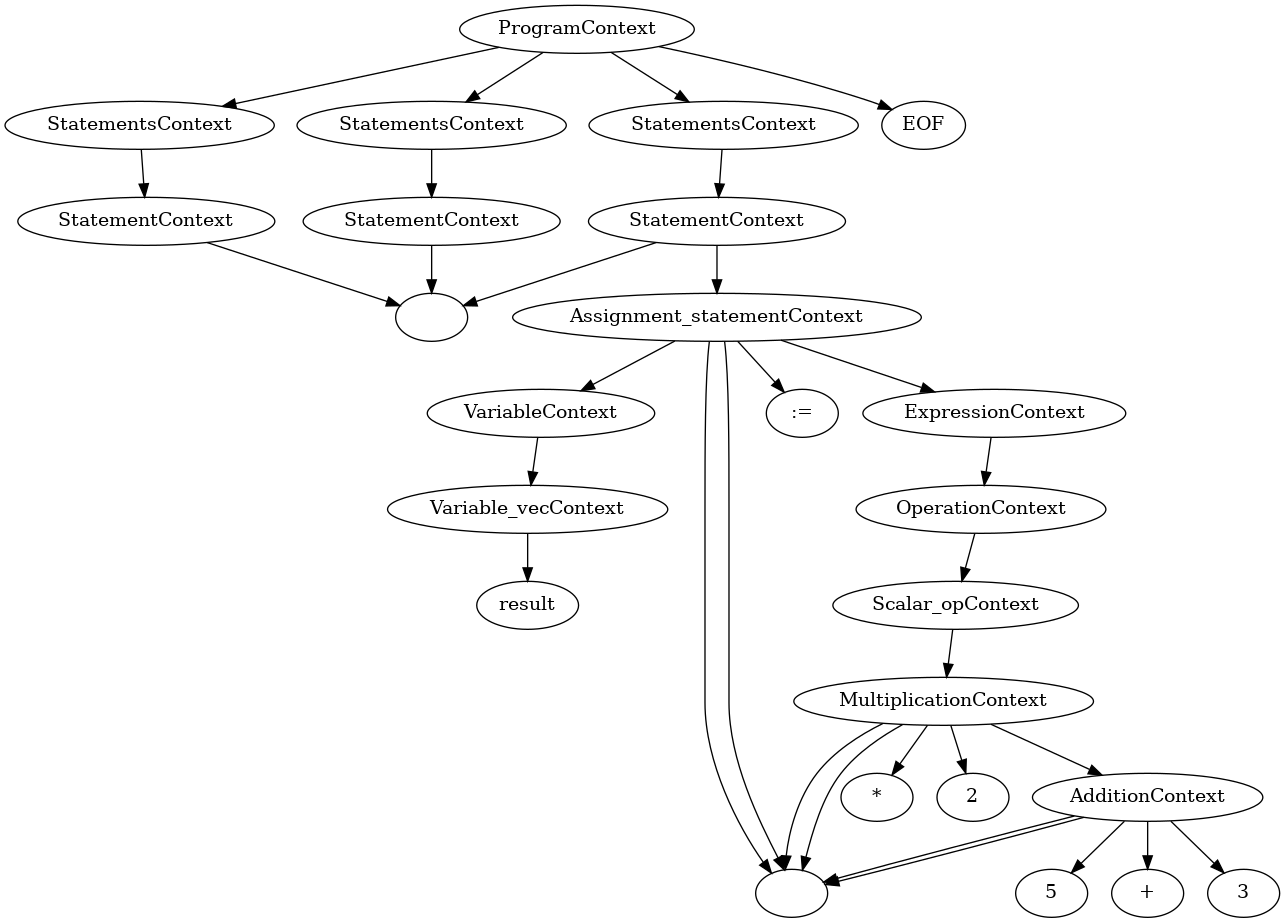 ProgramContext
StatementsContext
StatementsContext
StatementsContext
EOF
StatementContext
StatementContext
StatementContext
Assignment_statementContext
VariableContext
:=
ExpressionContext
Variable_vecContext
OperationContext
result
Scalar_opContext
MultiplicationContext
*
2
AdditionContext
5
+
3